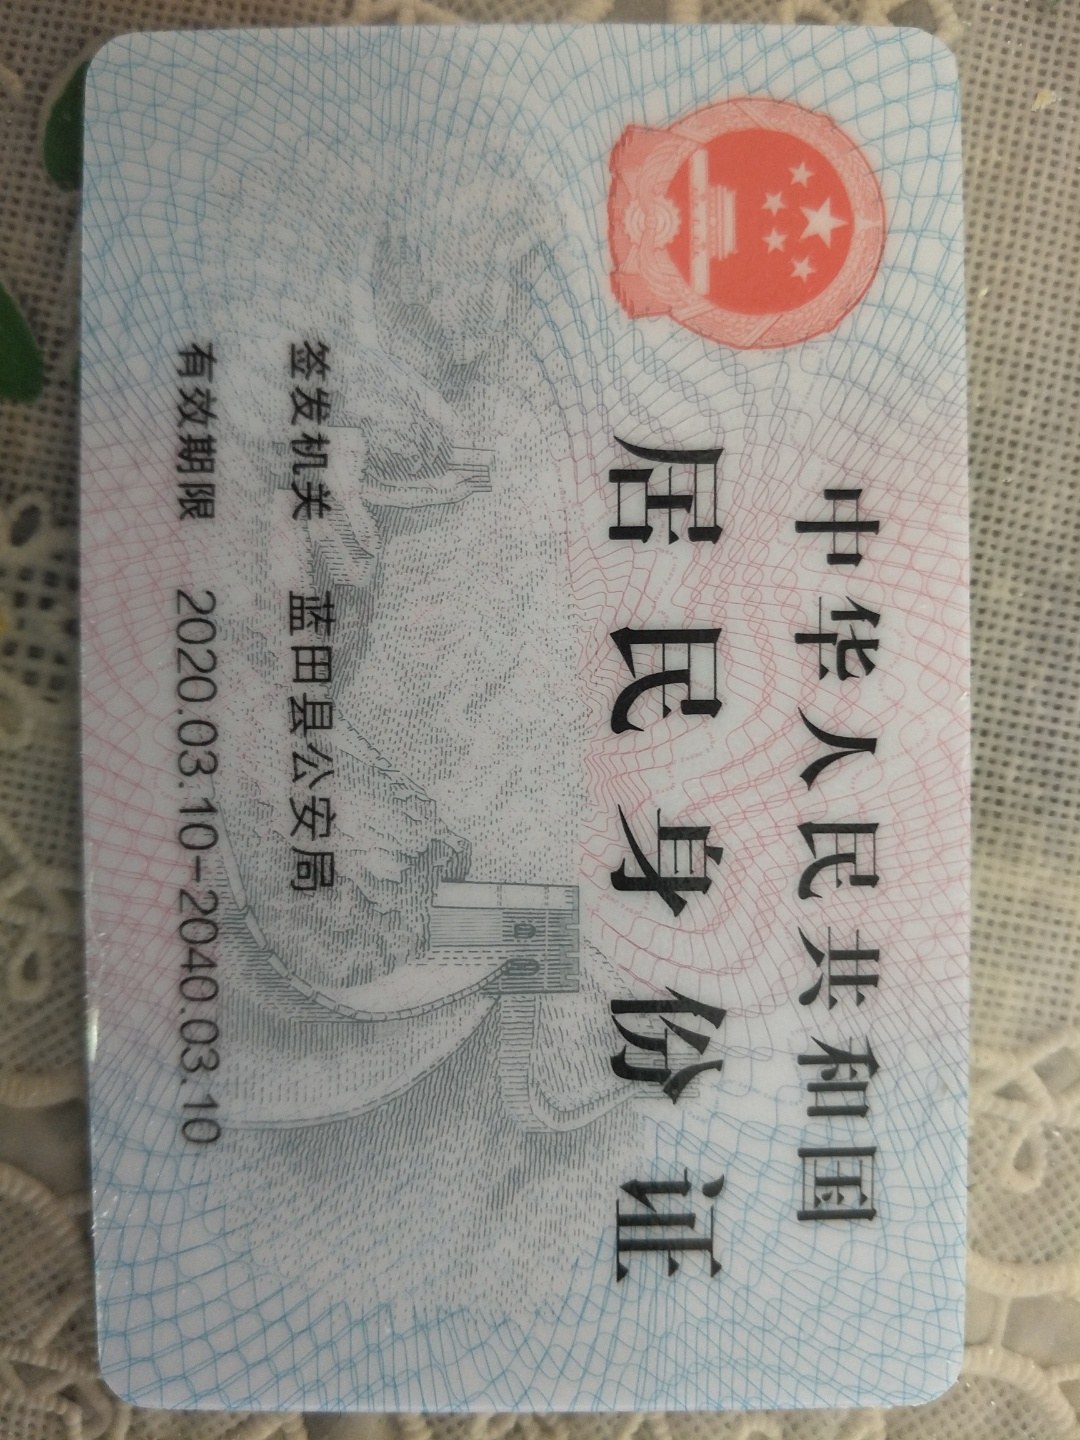 中华人民共和国
居民身份证
签发机关 蓝田县公安局
有效期限 2020.03.10-2040.03.10